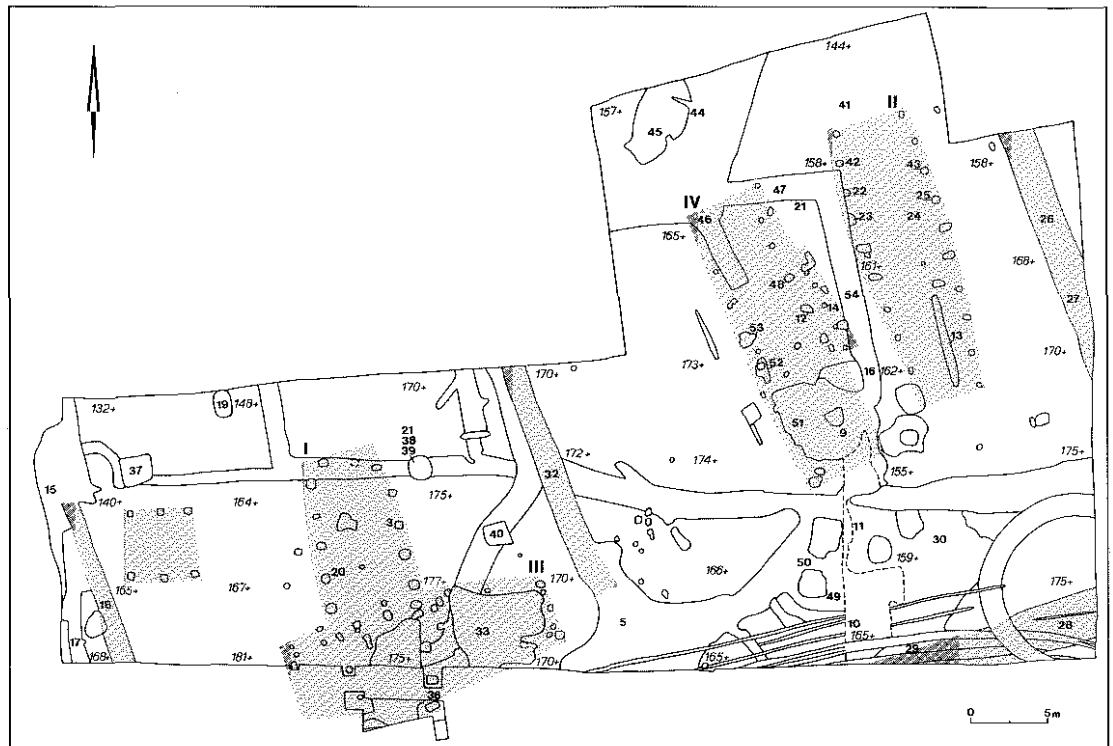 144+
157+ 44 41 II
45
158+ 42 43 158+
47
IV 21 22 25
46 23 24 26
165+
161+ 168+
48 54 27
12 14
53 13
173+ 170+
52
170+ 170+ 16 162+
132+ 19 148+
51 9
21
38
39
I
172+ 174+ 175+
37 32 155+
15 140+ 164+ 175+
3 40 11 30
50 159+
III 166+
20 177+ 170+ 175+
165+ 167+
18 49
5 10 28
17 33 165+
29
168+ 181+ 175+ 170+ 165+
36
0 5m